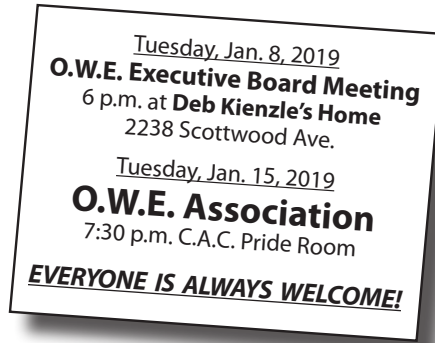 Tuesday, Jan. 8, 2019
O.W.E. Executive Board Meeting
6 p.m. at Deb Kienzle's Home
2238 Scottwood Ave.
Tuesday, Jan. 15, 2019
O.W.E. Association
7:30 p.m. C.A.C. Pride Room
EVERYONE IS ALWAYS WELCOME!